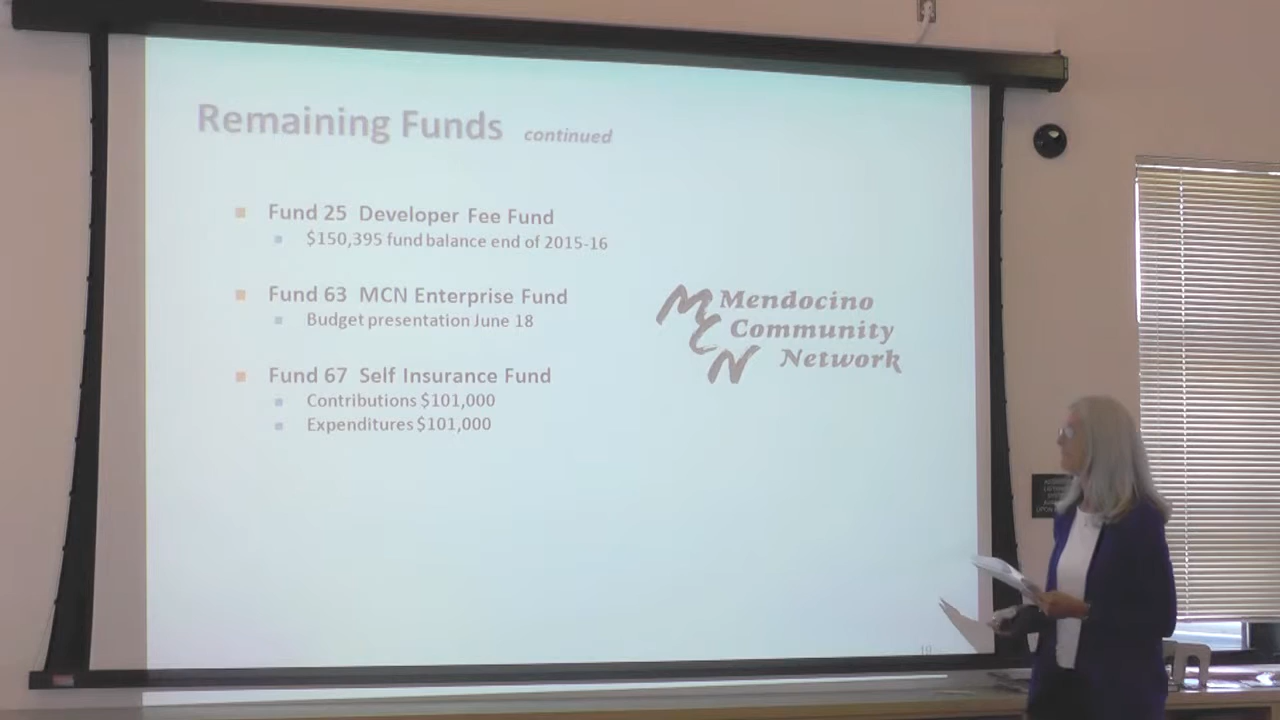 Remaining Funds continued
Fund 25 Developer Fee Fund
$150,395 fund balance end of 2015-16
Fund 63 MCN Enterprise Fund
Budget presentation June 18
Fund 67 Self Insurance Fund
Contributions $101,000
Expenditures $101,000
MCN
Mendocino
Community
Network